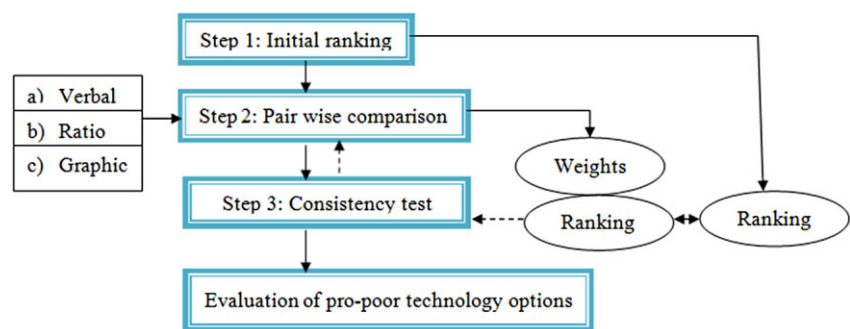 Step 1: Initial ranking
a) Verbal
b) Ratio
c) Graphic
Step 2: Pair wise comparison
Weights
Step 3: Consistency test
Ranking
Ranking
Evaluation of pro-poor technology options